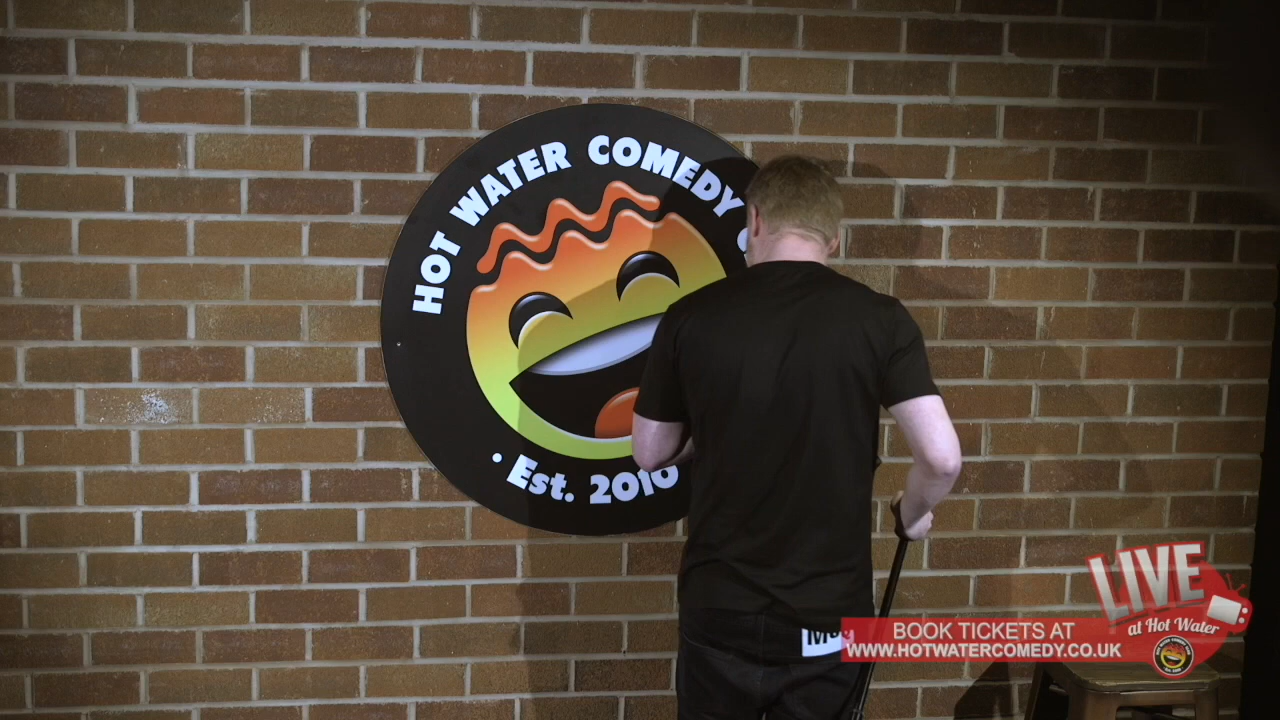 HOT WATER COMEDY
• Est. 2010
LIVE
at Hot Water
BOOK TICKETS AT
WWW.HOTWATERCOMEDY.CO.UK